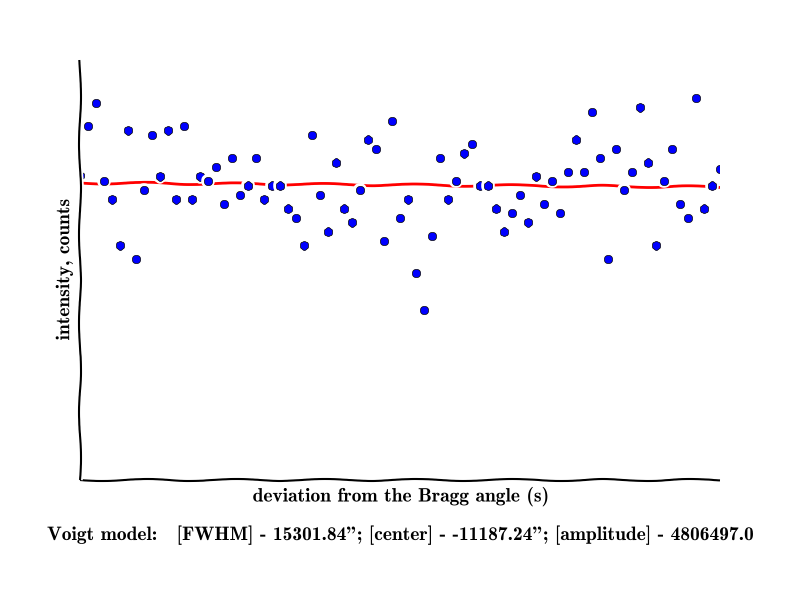 intensity, counts
deviation from the Bragg angle (s)
Voigt model: [FWHM] - 15301.84”; [center] - -11187.24”; [amplitude] - 4806497.0